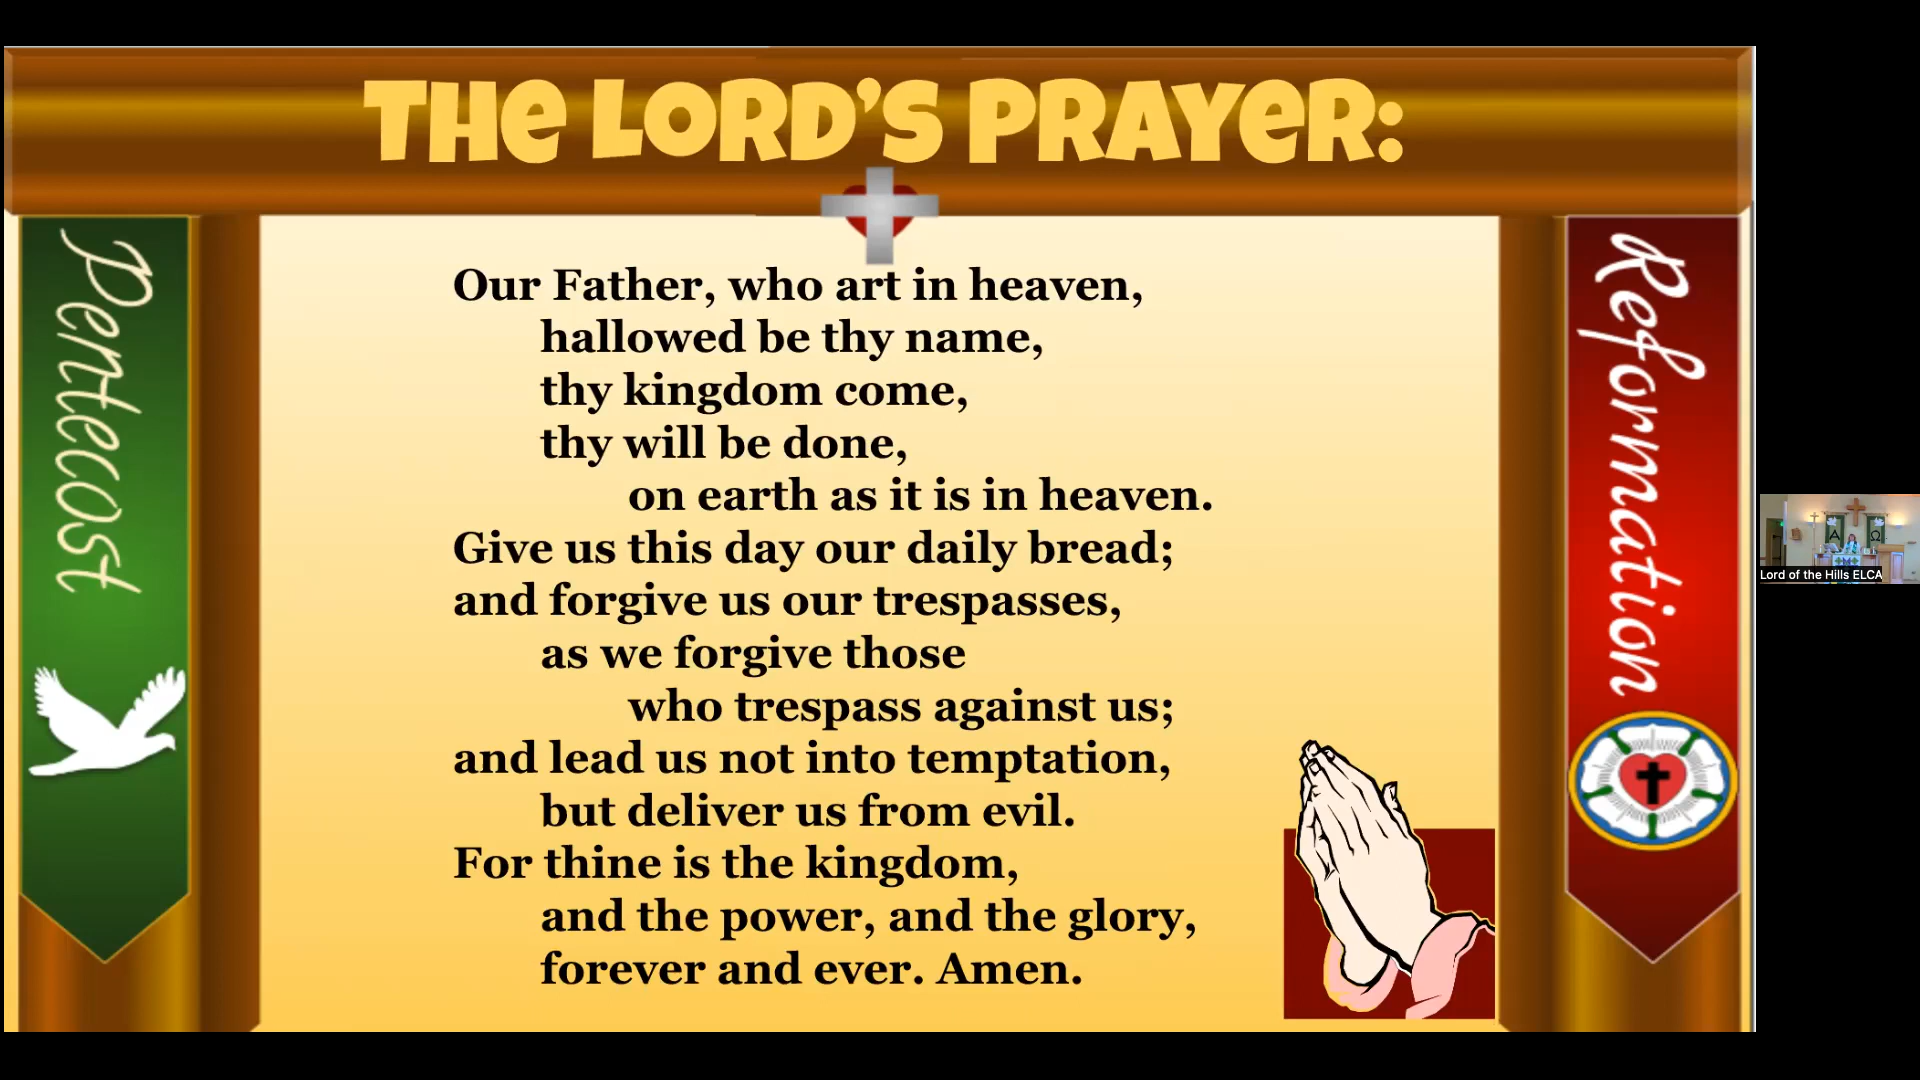 THE LORD'S PRAYER:
Pentecost
Our Father, who art in heaven,
hallowed be thy name,
thy kingdom come,
thy will be done,
on earth as it is in heaven.
Give us this day our daily bread;
and forgive us our trespasses,
as we forgive those
who trespass against us;
and lead us not into temptation,
but deliver us from evil.
For thine is the kingdom,
and the power, and the glory,
forever and ever. Amen.
Reformation
Α Ω
Lord of the Hills ELCA